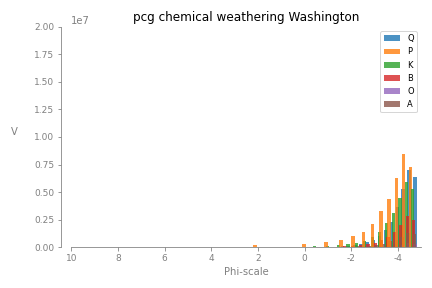 pcg chemical weathering Washington
1e7
2.00
1.75
1.50
1.25
1.00
0.75
0.50
0.25
0.00
V
Q
P
K
B
O
A
10 8 6 4 2 0 -2 -4
Phi-scale